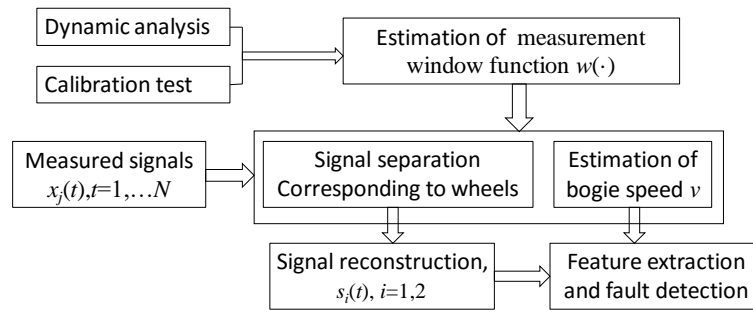 Dynamic analysis
Calibration test
Estimation of measurement
window function w(·)
Measured signals
xj(t),t=1,…N
Signal separation
Corresponding to wheels
Estimation of
bogie speed v
Signal reconstruction,
si(t), i=1,2
Feature extraction
and fault detection